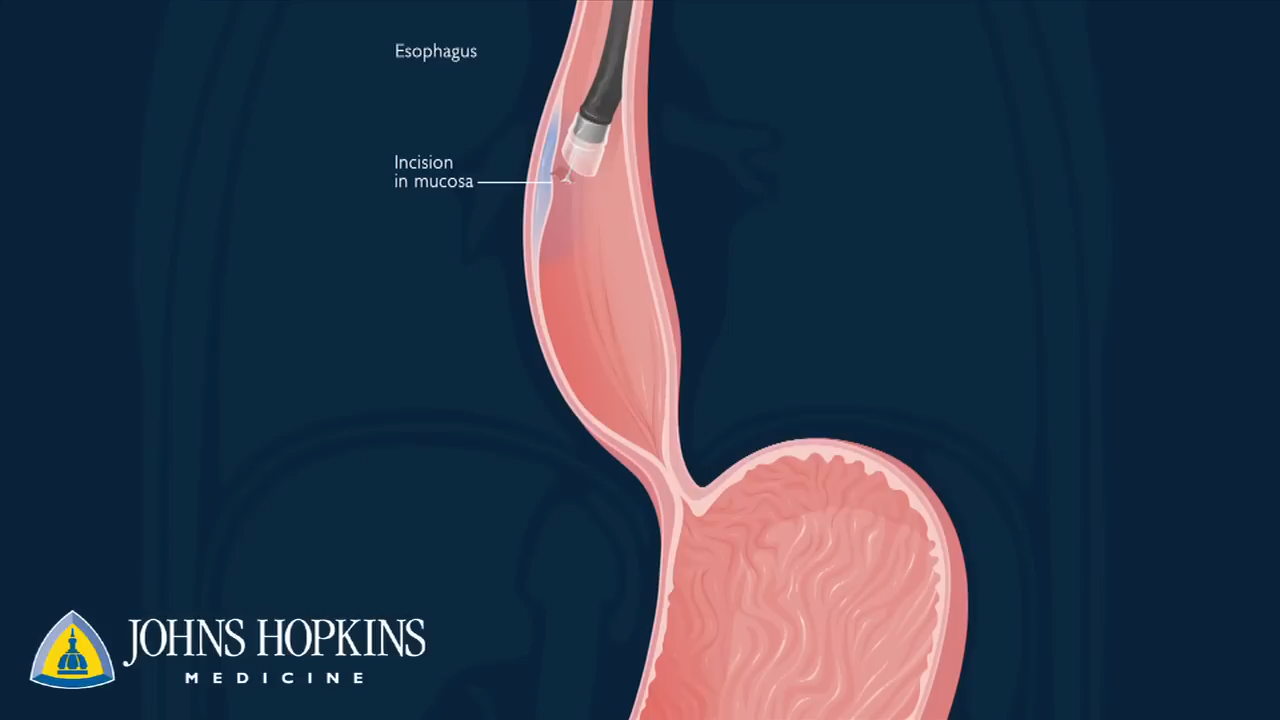 Esophagus
Incision
in mucosa
JOHNS HOPKINS
MEDICINE